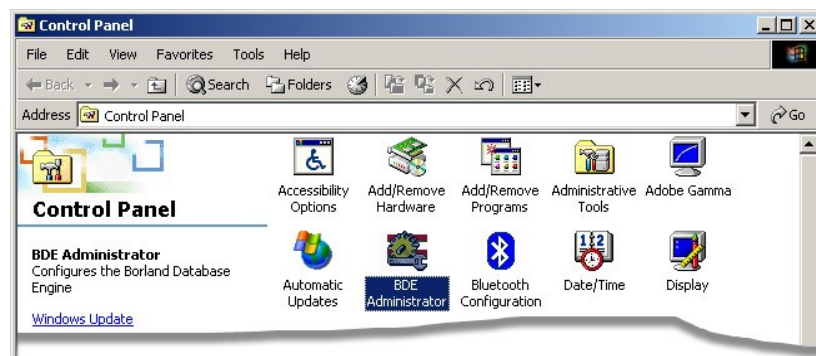 Control Panel
File Edit View Favorites Tools Help
Back Search Folders
Address Control Panel Go
Control Panel
BDE Administrator
Configures the Borland Database
Engine
Windows Update
Accessibility
Options
Add/Remove
Hardware
Add/Remove
Programs
Administrative
Tools
Adobe Gamma
Automatic
Updates
BDE
Administrator
Bluetooth
Configuration
12
Date/Time
Display